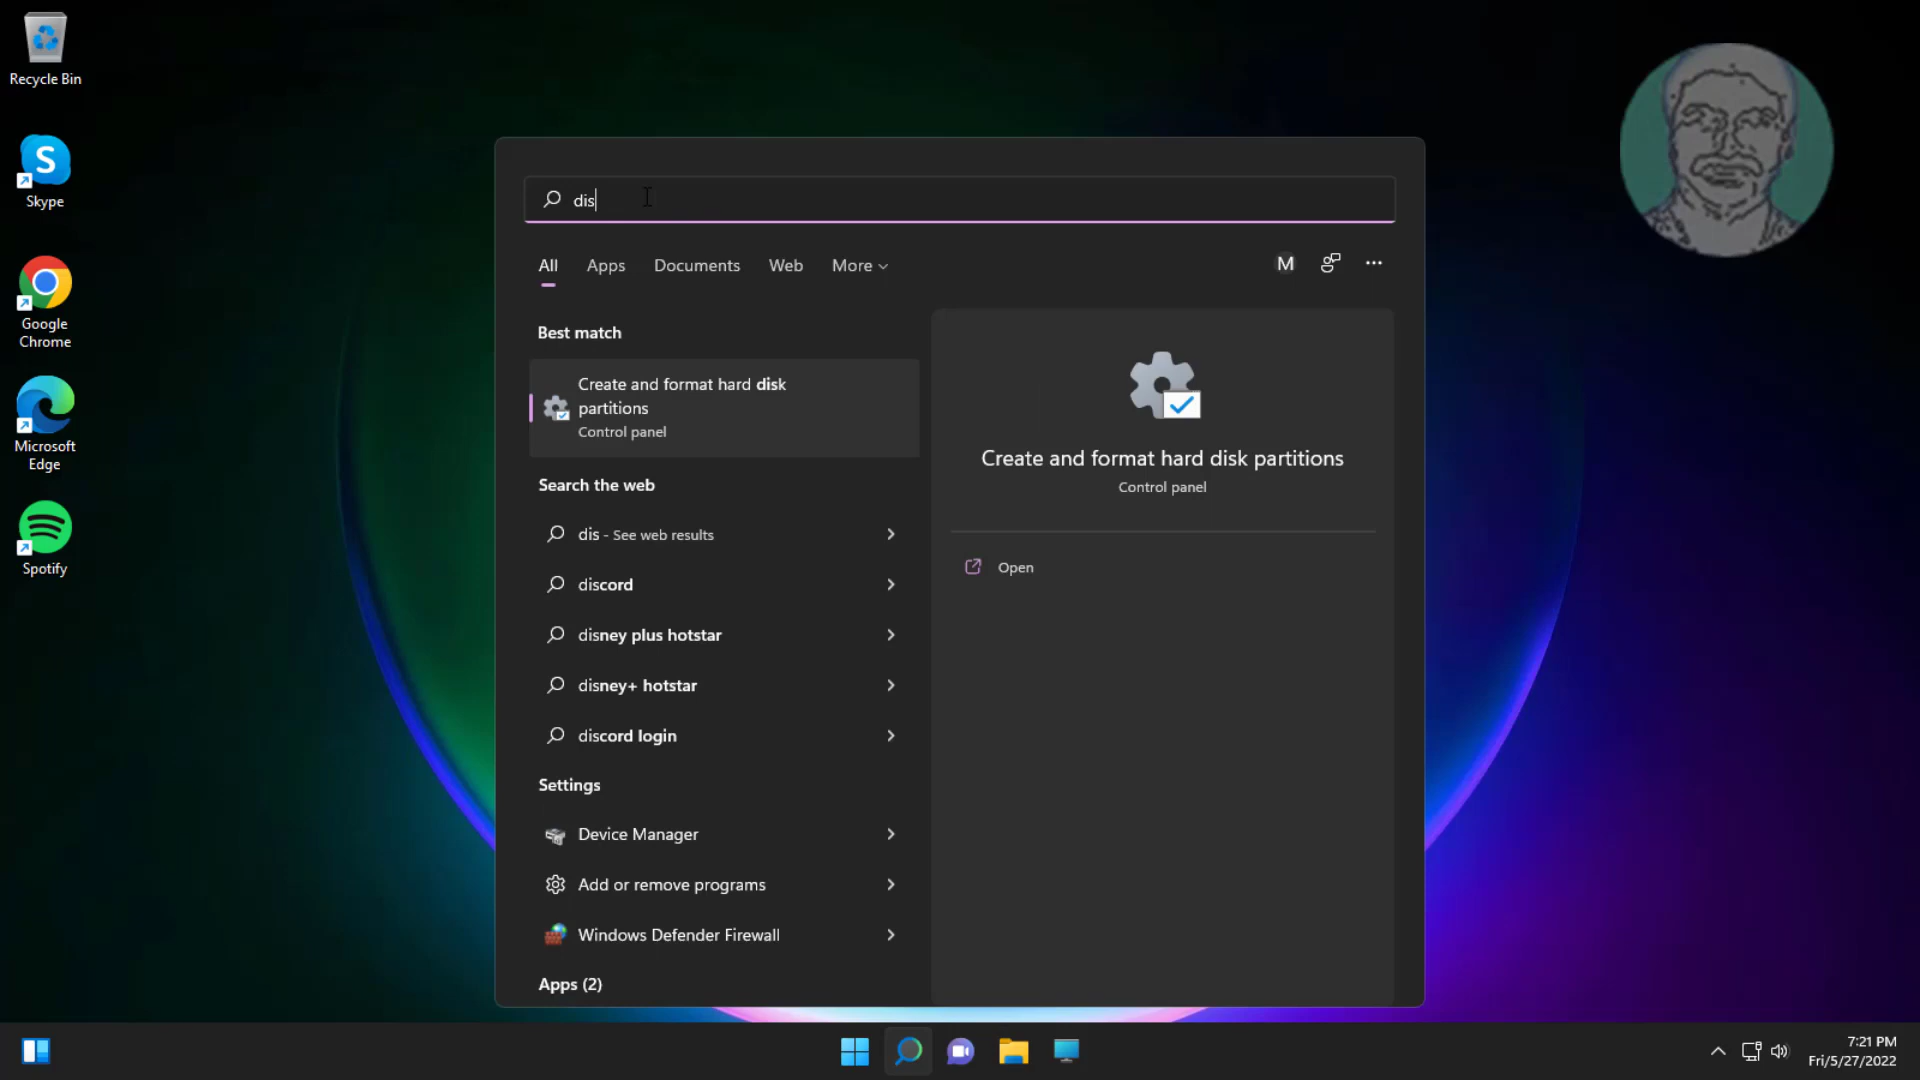 Recycle Bin
Skype
Google
Chrome
Microsoft
Edge
Spotify
dis
All Apps Documents Web More
M
Best match
Create and format hard disk
partitions
Control panel
Search the web
dis - See web results
discord
disney plus hotstar
disney+ hotstar
discord login
Settings
Device Manager
Add or remove programs
Windows Defender Firewall
Apps (2)
Create and format hard disk partitions
Control panel
Open
7:21 PM
Fri/5/27/2022